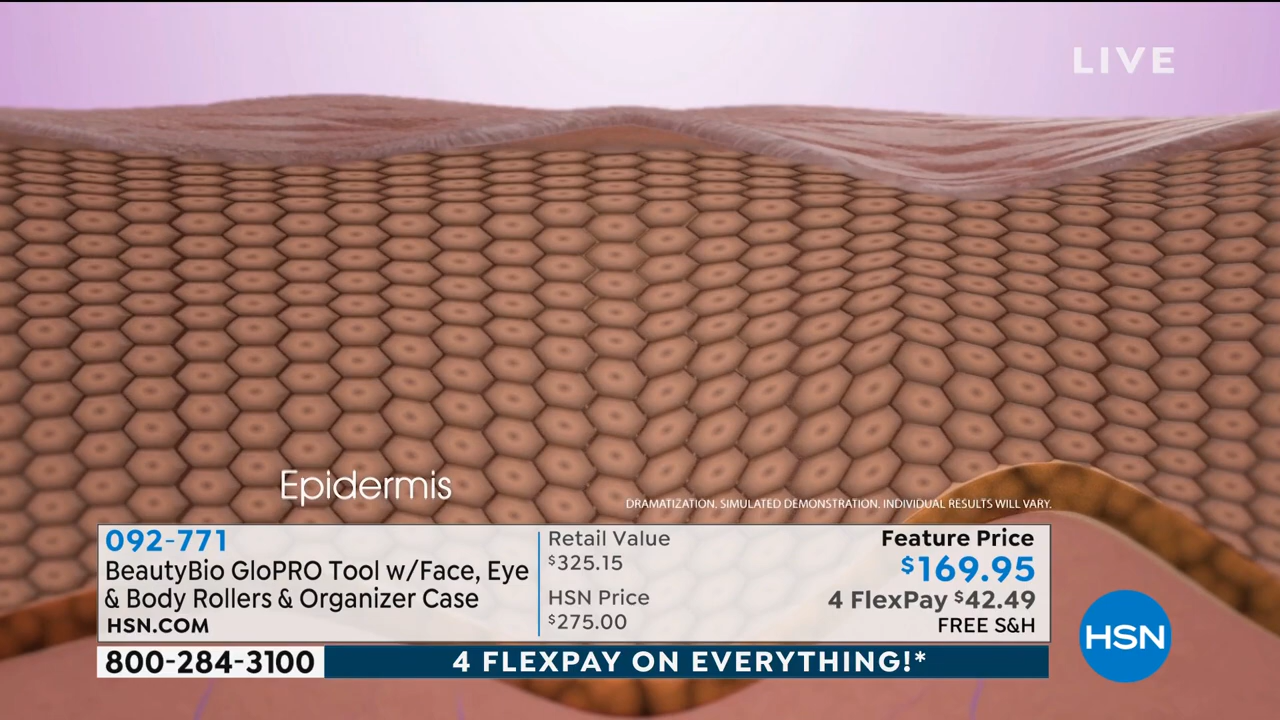 LIVE
Epidermis
DRAMATIZATION. SIMULATED DEMONSTRATION. INDIVIDUAL RESULTS WILL VARY.
092-771
BeautyBio GloPRO Tool w/Face, Eye
& Body Rollers & Organizer Case
HSN.COM
Retail Value
$325.15
HSN Price
$275.00
Feature Price
$169.95
4 FlexPay $42.49
FREE S&H
HSN
800-284-3100
4 FLEXPAY ON EVERYTHING!*